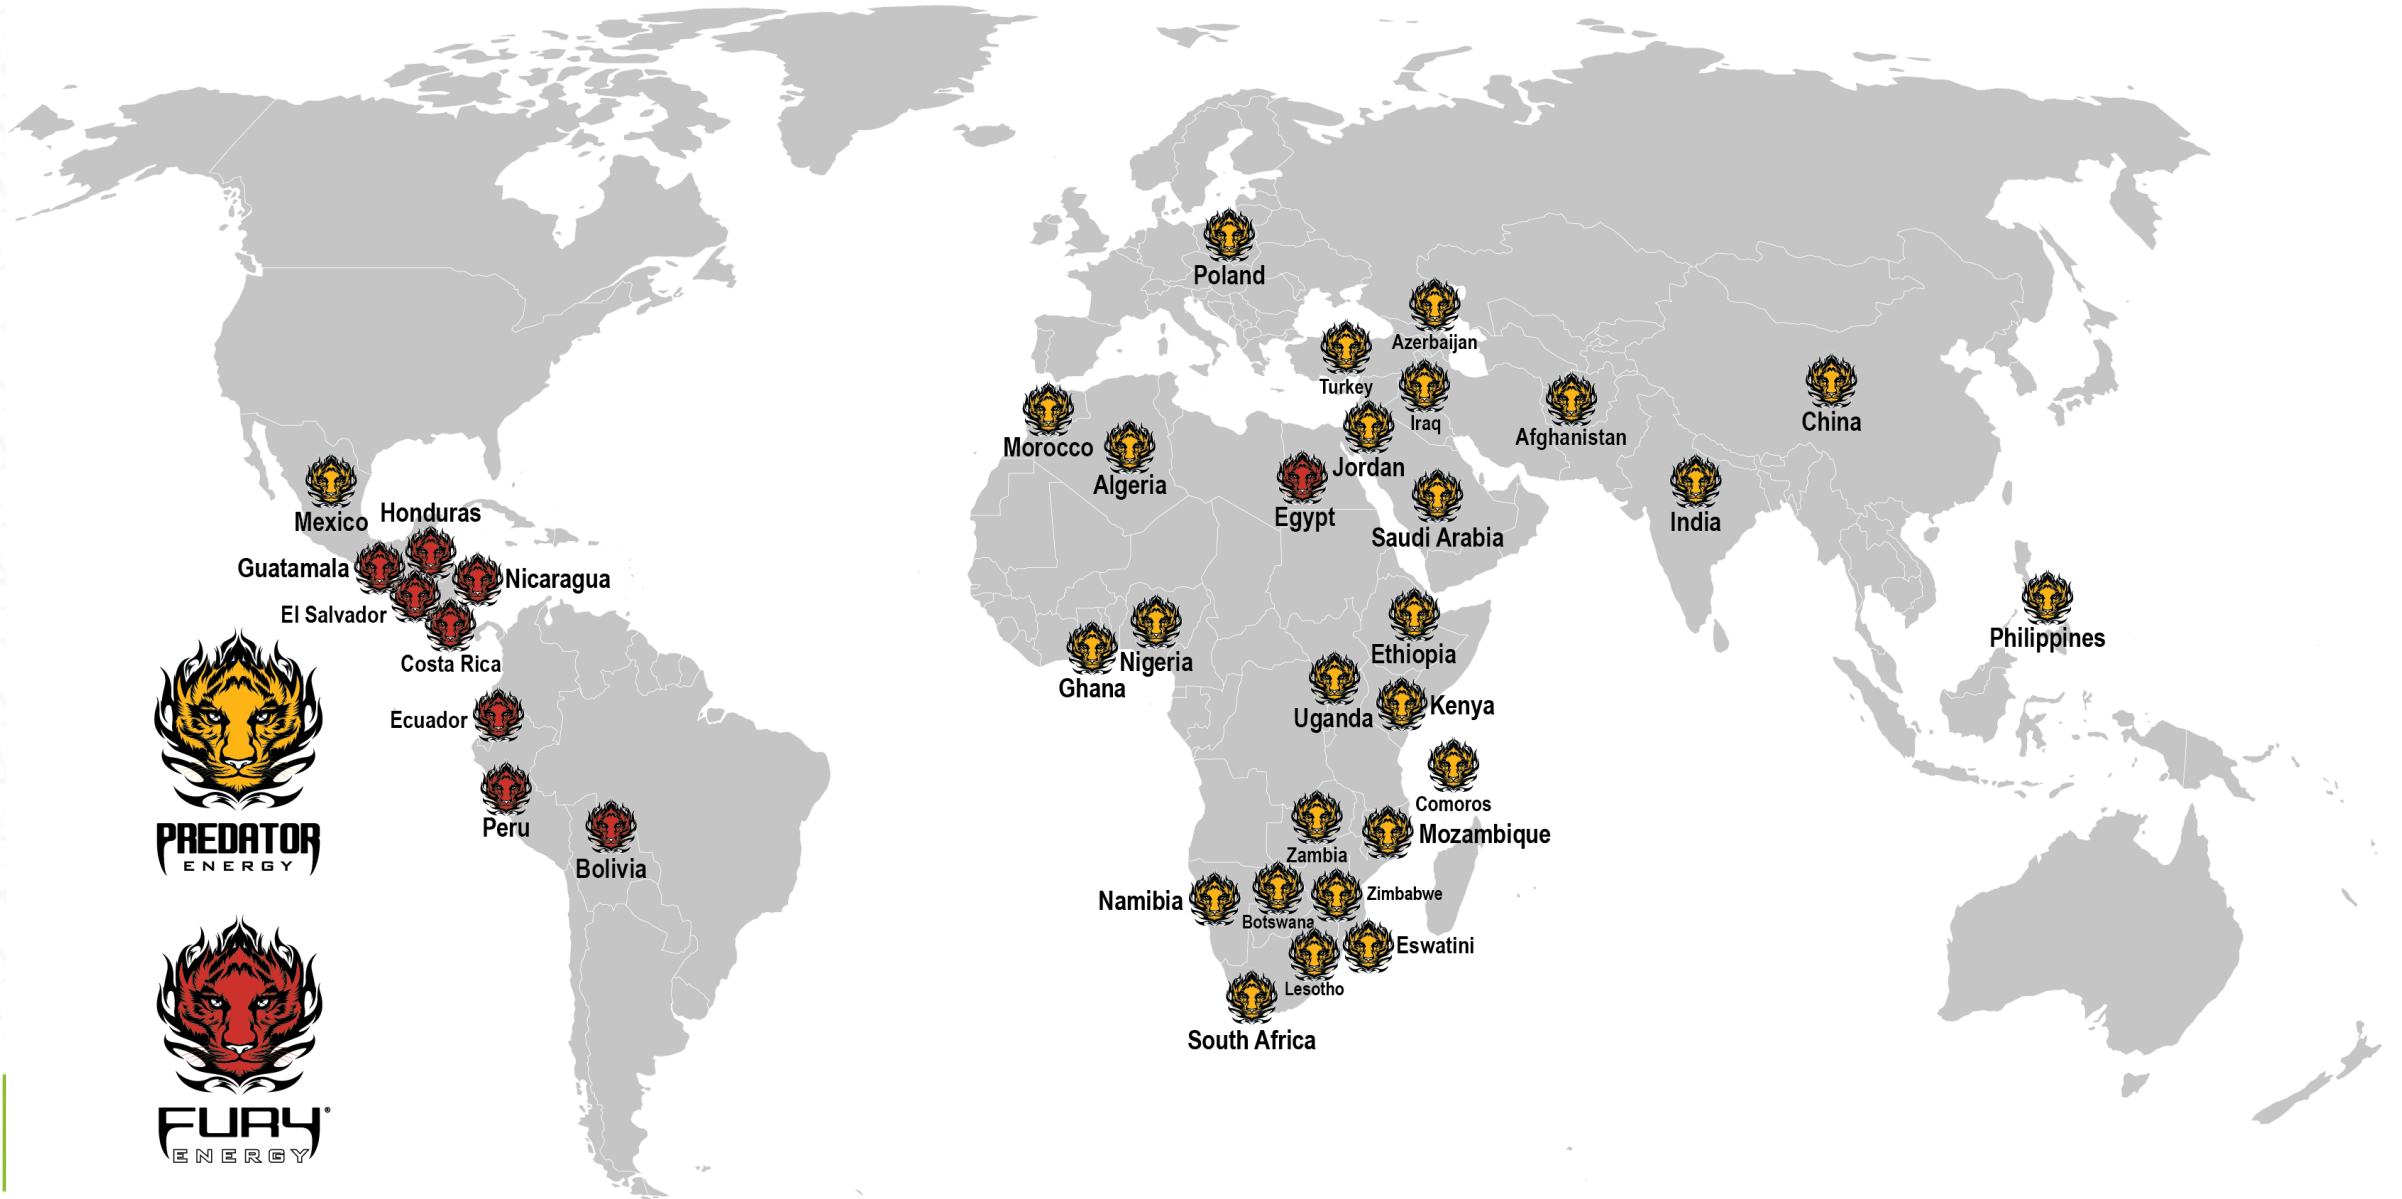 Poland
Azerbaijan
Turkey
Iraq
Afghanistan
China
Morocco
Algeria
Jordan
Egypt
Saudi Arabia
India
Mexico
Honduras
Guatamala
Nicaragua
El Salvador
Costa Rica
Philippines
Ethiopia
Nigeria
Ghana
Uganda
Kenya
Ecuador
Comoros
Peru
Mozambique
Zambia
Bolivia
PREDATOR
ENERGY
Namibia
Botswana
Zimbabwe
Eswatini
Lesotho
South Africa
FURY®
ENERGY